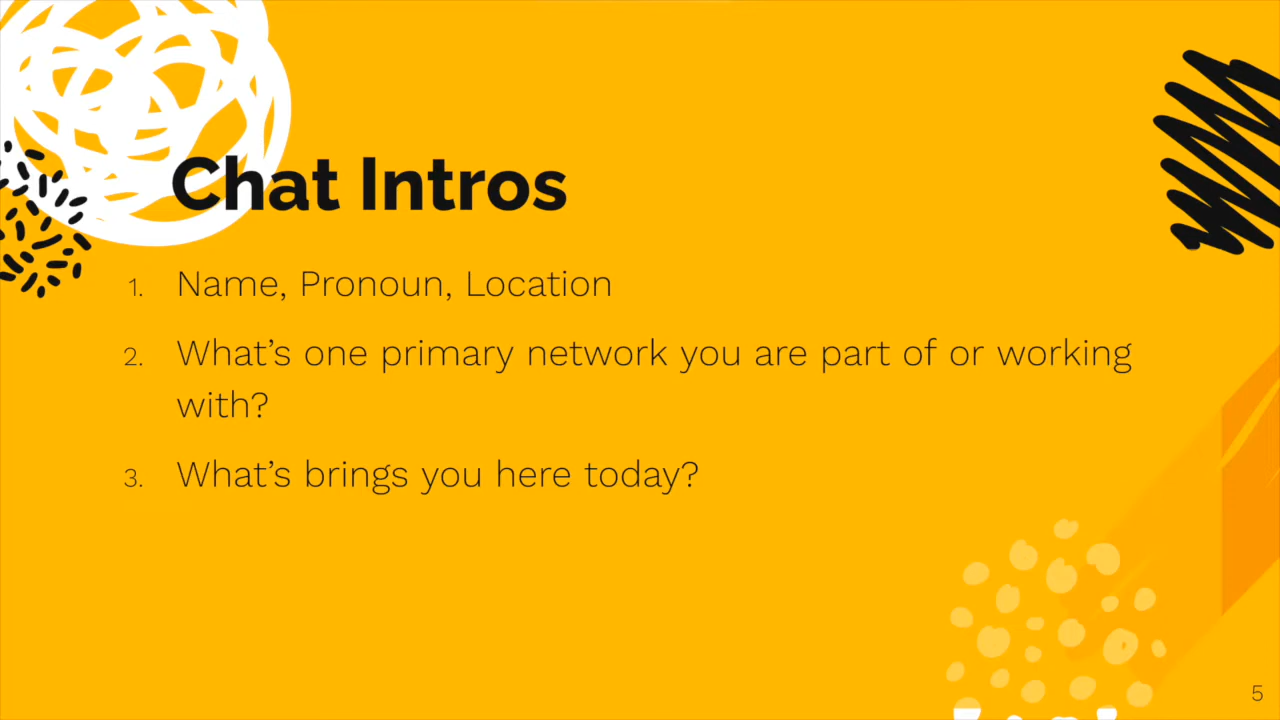 Chat Intros
1. Name, Pronoun, Location
2. What’s one primary network you are part of or working
with?
3. What’s brings you here today?
5